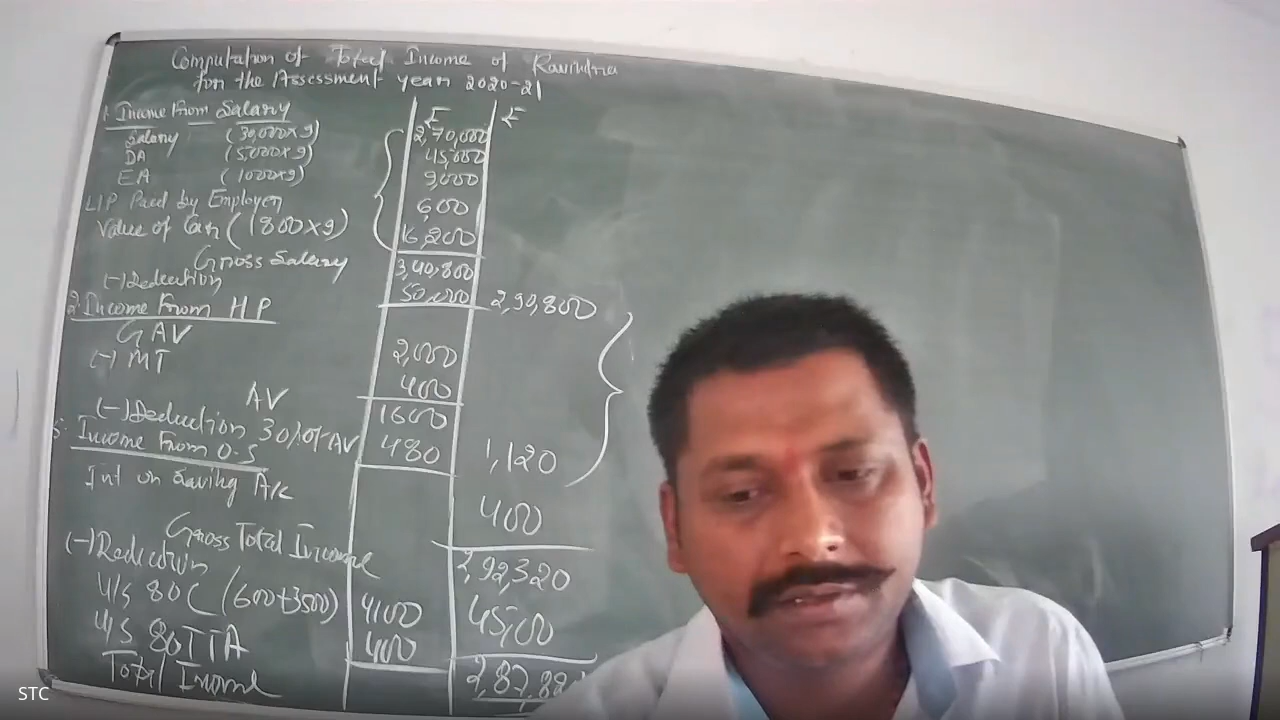 Computation of Total Income of Ravindra
for the Assessment year 2020-21
1. Income From Salary ₹ ₹
Salary (30,000×9) 2,70,000
DA (5,000×9) 45,000
EA (1000×9) 9,000
LIP Paid by Employer 600
Value of Car (1800×9) 16,200
Gross Salary 3,40,800
(-) Deduction 50,000 2,90,800
2. Income From HP
GAV 2,000
(-) MT 400
AV 1600
(-) Deduction 30% of AV 480 1,120
5. Income From O.S
Int on Saving A/c 400
Gross Total Income 2,92,320
(-) Deduction
U/s 80C (600+3500) 4100
U/s 80TTA 400 4500
Total Income 2,87,82
STC